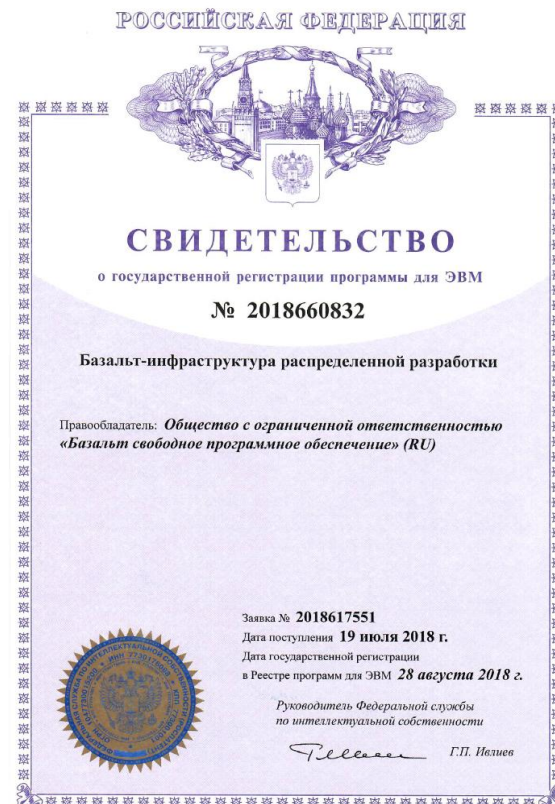 РОССИЙСКАЯ ФЕДЕРАЦИЯ
СВИДЕТЕЛЬСТВО
о государственной регистрации программы для ЭВМ
№ 2018660832
Базальт-инфраструктура распределенной разработки
Правообладатель: Общество с ограниченной ответственностью
«Базальт свободное программное обеспечение» (RU)
Заявка № 2018617551
Дата поступления 19 июля 2018 г.
Дата государственной регистрации
в Реестре программ для ЭВМ 28 августа 2018 г.
Руководитель Федеральной службы
по интеллектуальной собственности
Г.П. Ивлиев